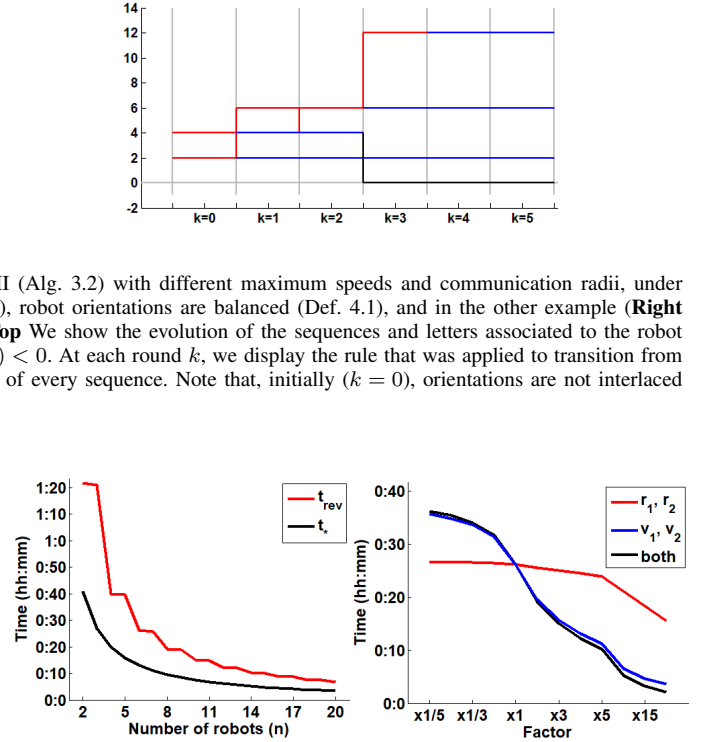 14
12
10
8
6
4
2
0
-2
k=0 k=1 k=2 k=3 k=4 k=5
II (Alg. 3.2) with different maximum speeds and communication radii, under
), robot orientations are balanced (Def. 4.1), and in the other example (Right
op We show the evolution of the sequences and letters associated to the robot
) < 0. At each round k, we display the rule that was applied to transition from
of every sequence. Note that, initially (k = 0), orientations are not interlaced
1:20
1:10
1:0
0:50
0:40
0:30
0:20
0:10
0:0
Time (hh:mm)
2 5 8 11 14 17 20
Number of robots (n)
t_rev
t_*
0:40
0:30
0:20
0:10
0:0
Time (hh:mm)
x1/5 x1/3 x1 x3 x5 x15
Factor
r_1, r_2
v_1, v_2
both